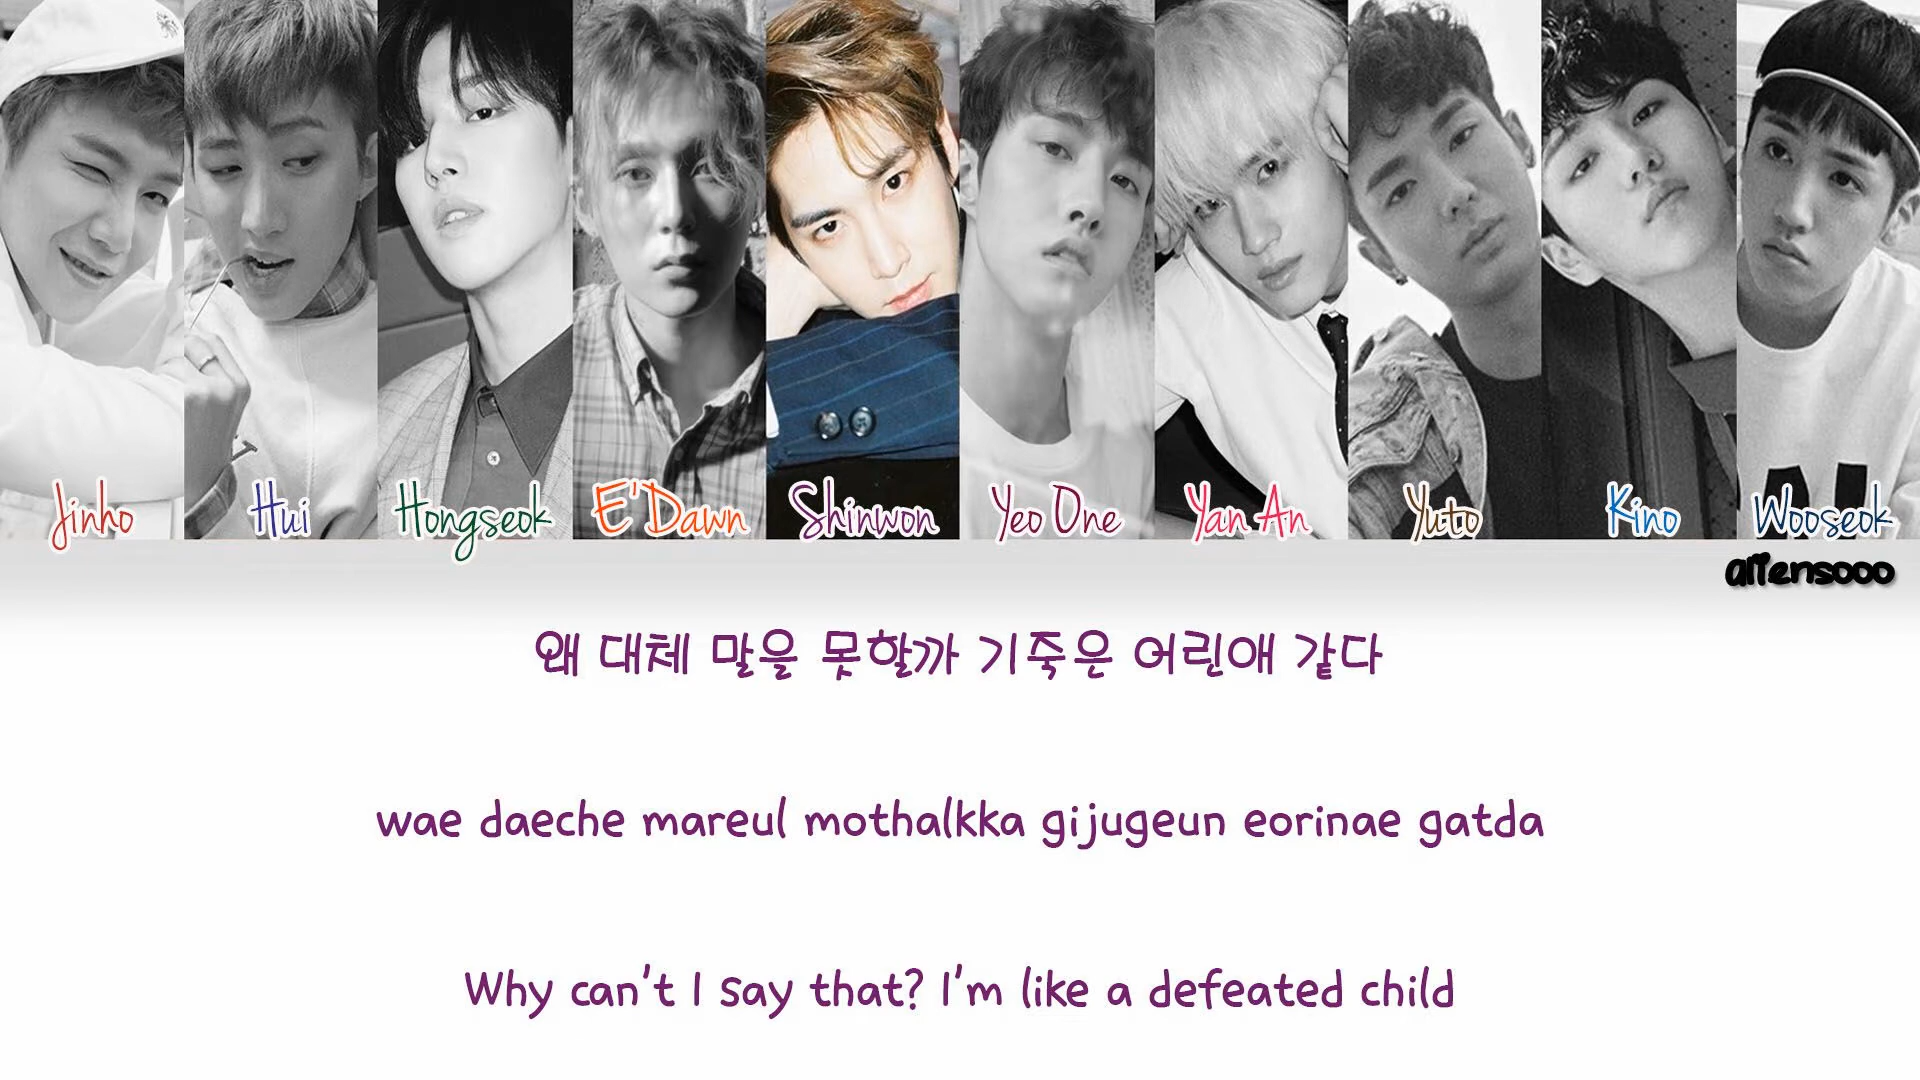 Jinho Hui Hongseok E'Dawn Shinwon Yeo One Yan An Yuto Kino Wooseok
aliensooo
왜 대체 말을 못할까 기죽은 어린애 같다
wae daeche mareul mothalkka gijugeun eorinae gatda
Why can't I say that? I'm like a defeated child